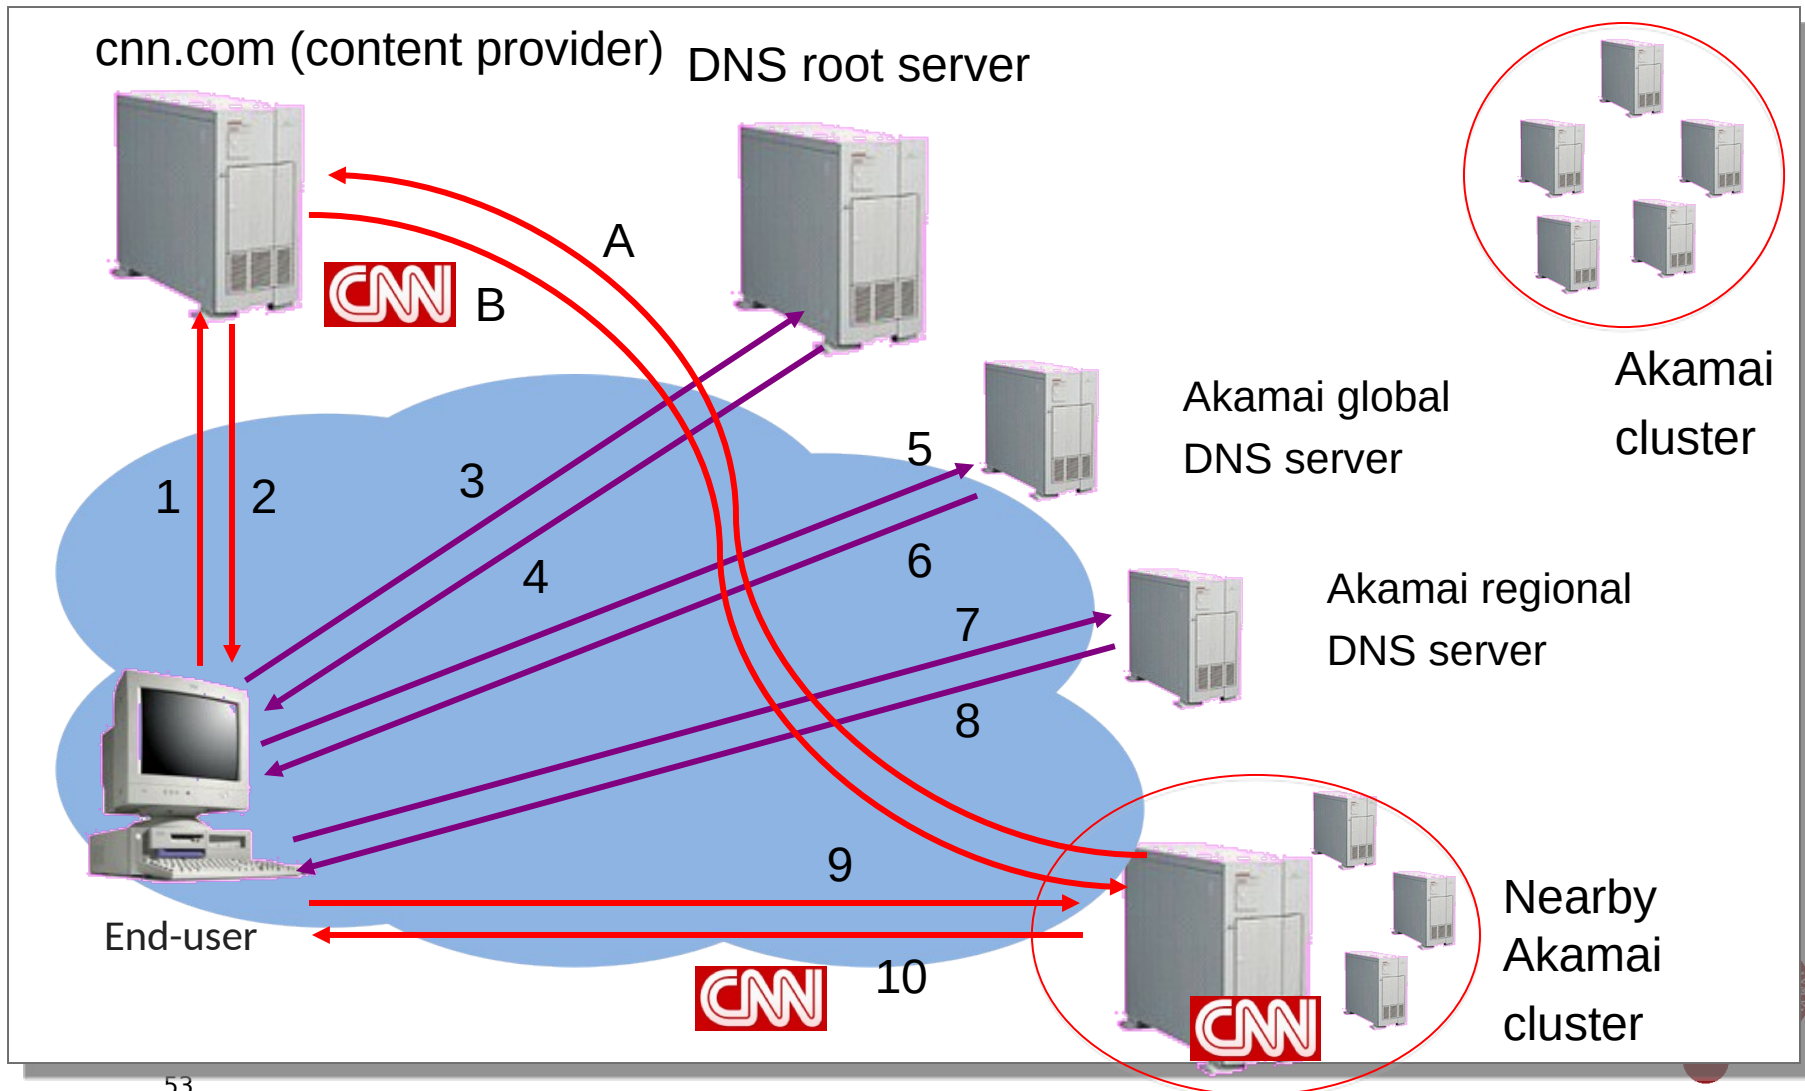 cnn.com (content provider)
DNS root server
A
CNN
B
Akamai
cluster
Akamai global
DNS server
5
3
1
2
6
4
Akamai regional
DNS server
7
8
9
Nearby
Akamai
cluster
End-user
10
CNN
CNN
53